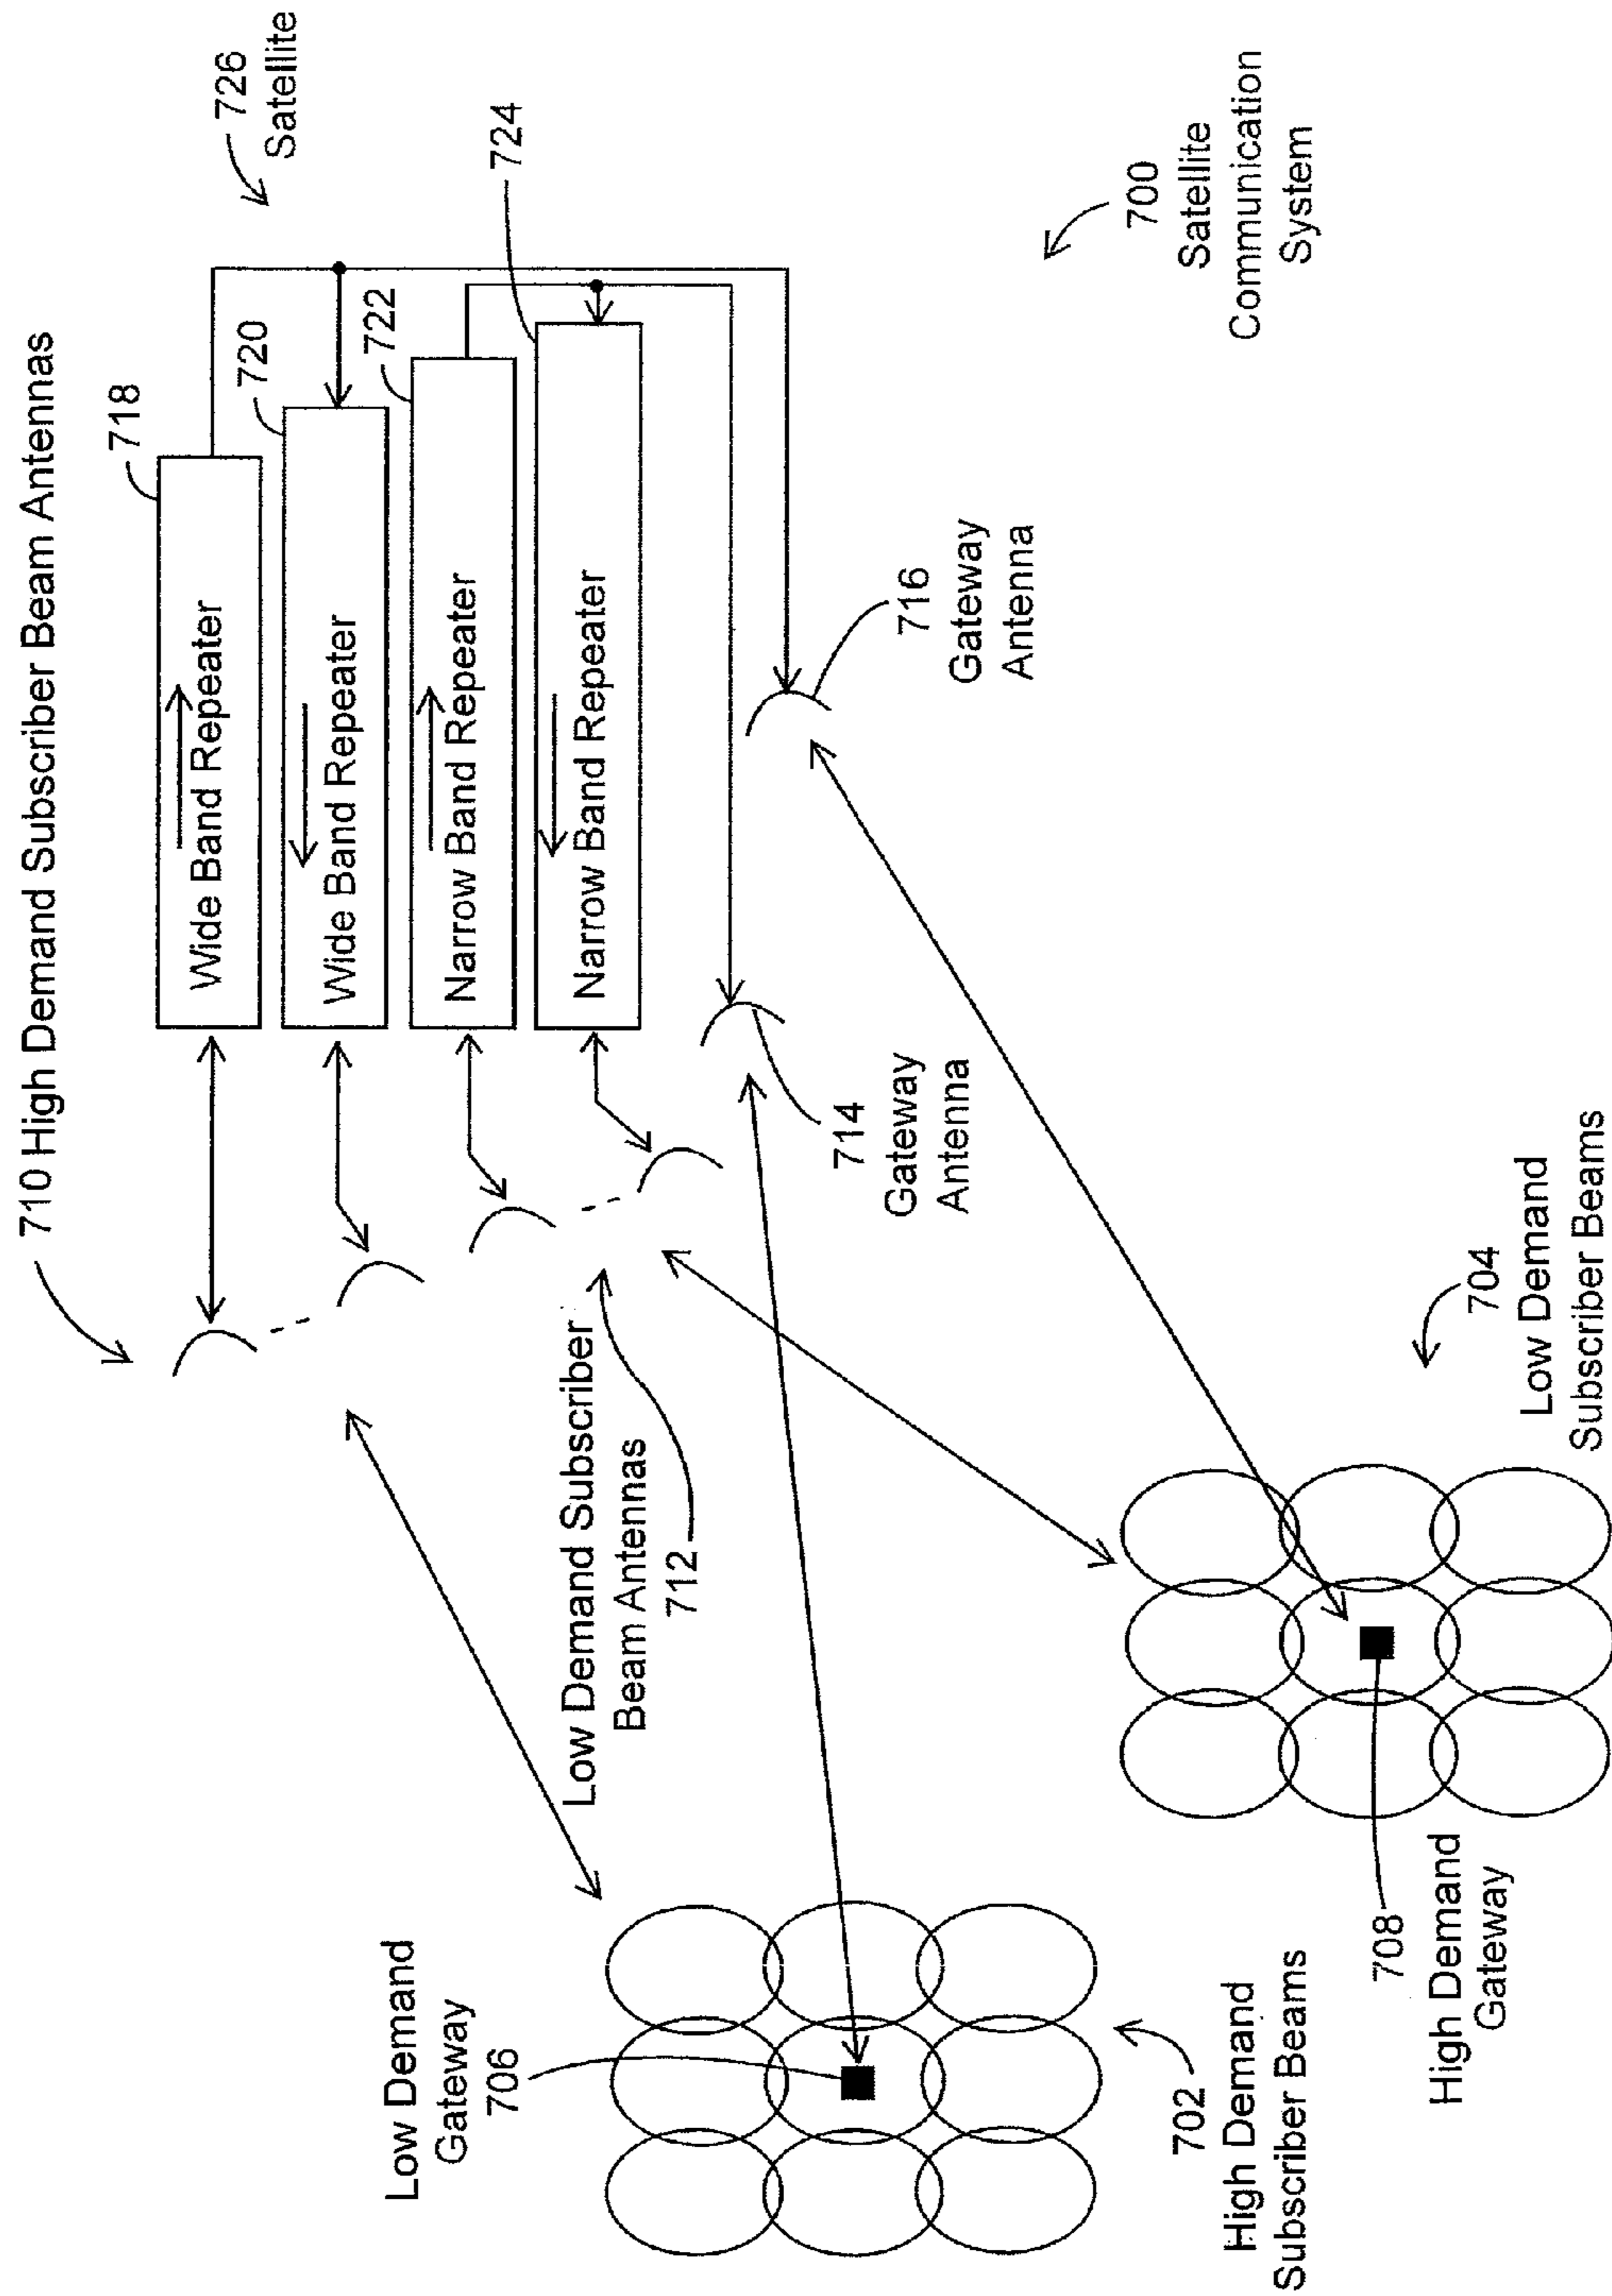 710 High Demand Subscriber Beam Antennas
718
Wide Band Repeater
726
Satellite
720
Wide Band Repeater
722
Narrow Band Repeater
724
Narrow Band Repeater
Low Demand
Gateway
706
Low Demand Subscriber
Beam Antennas
712
714
Gateway
Antenna
716
Gateway
Antenna
700
Satellite
Communication
System
702
High Demand
Subscriber Beams
708
High Demand
Gateway
704
Low Demand
Subscriber Beams